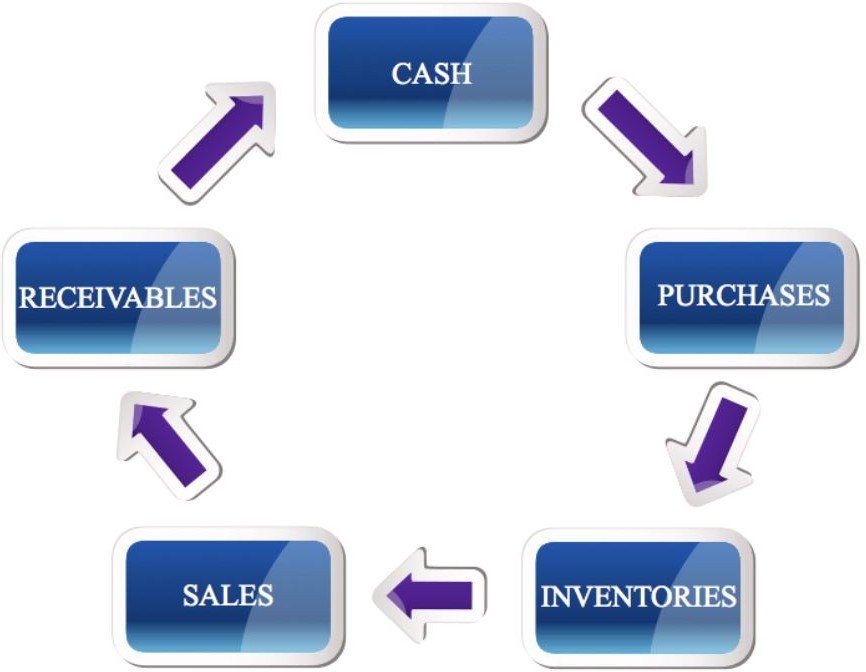 CASH
RECEIVABLES
PURCHASES
SALES
INVENTORIES